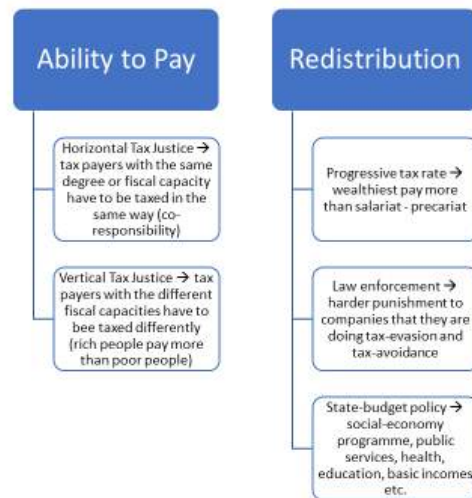 Ability to Pay
Horizontal Tax Justice →
tax payers with the same
degree or fiscal capacity
have to be taxed in the
same way (co-
responsibility)
Vertical Tax Justice → tax
payers with the different
fiscal capacities have to
bee taxed differently
(rich people pay more
than poor people)
Redistribution
Progressive tax rate →
wealthiest pay more
than salariat - precariat
Law enforcement →
harder punishment to
companies that they are
doing tax-evasion and
tax-avoidance
State-budget policy →
social-economy
programme, public
services, health,
education, basic incomes
etc.